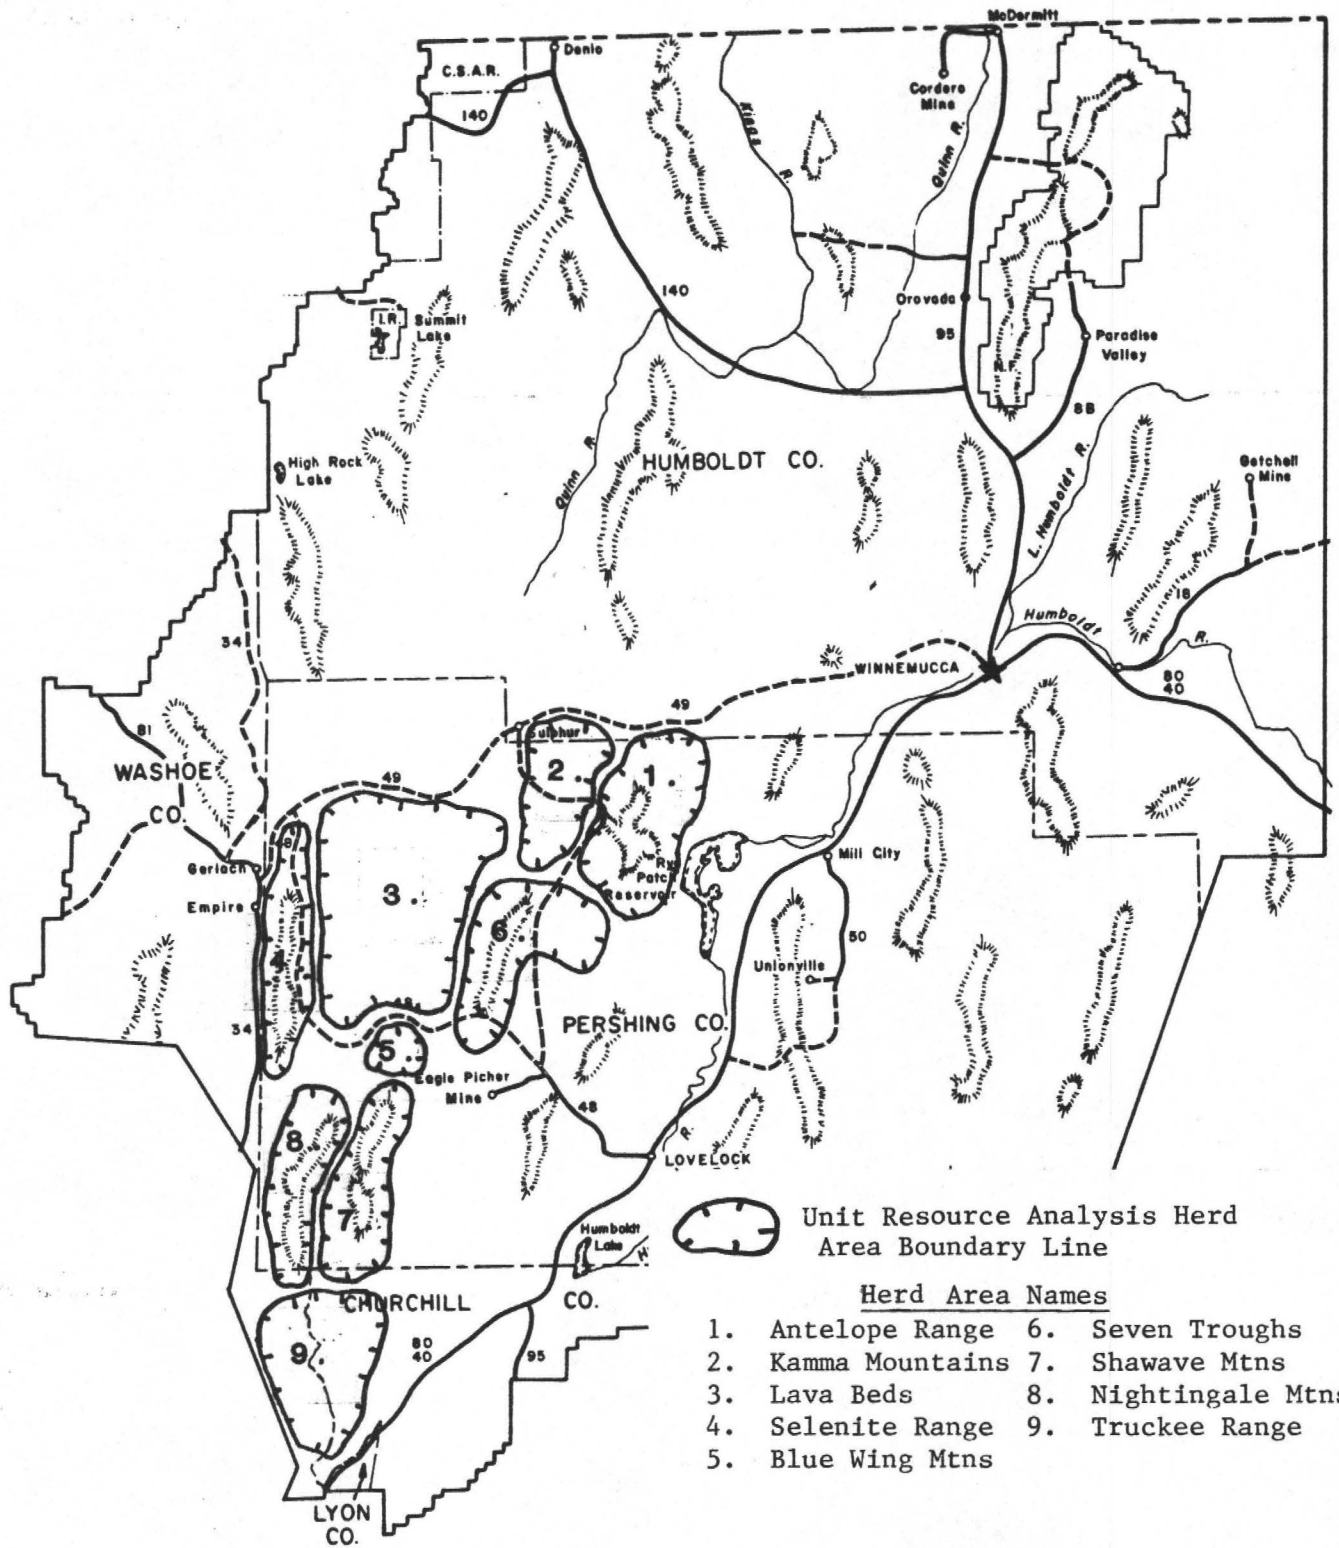 McDermitt
Denio
C.S.A.R.
Cordero
Mine
140
Kings
R.
Quinn R.
140
Orovada
I.R.
Summit
Lake
95
Paradise
Valley
N.F.
8B
High Rock
Lake
Quinn R.
HUMBOLDT CO.
L. Humboldt R.
Getchell
Mine
18
Humboldt
R.
34
WINNEMUCCA
80
40
49
81
Sulphur
WASHOE
CO.
49
2.
1.
48
Gerlach
Mill City
Rye
Patch
Reservoir
Empire
3.
6.
50
4
Unionville
48
34
PERSHING CO.
5.
Eagle Picher
Mine
48
8
R.
LOVELOCK
7
Humboldt
Lake
H
Unit Resource Analysis Herd
Area Boundary Line
CHURCHILL CO.
Herd Area Names
1. Antelope Range 6. Seven Troughs
9.
80
40
95
2. Kamma Mountains 7. Shawave Mtns
3. Lava Beds 8. Nightingale Mtns
4. Selenite Range 9. Truckee Range
5. Blue Wing Mtns
LYON
CO.